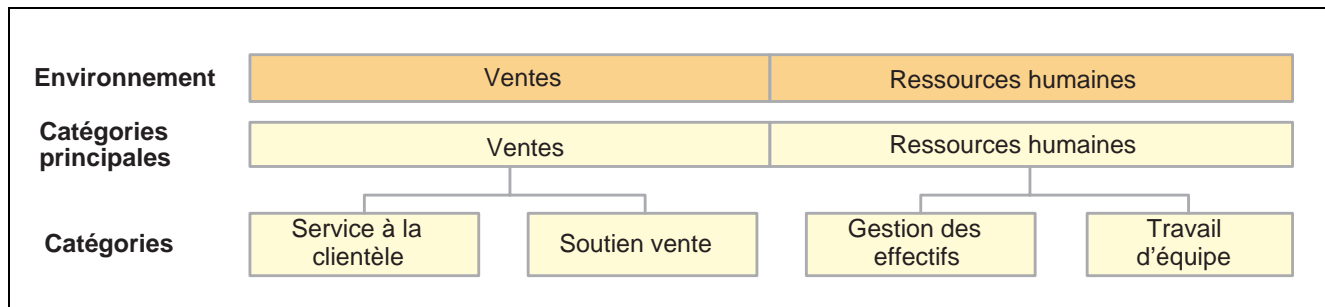 Environnement
Ventes
Ressources humaines
Catégories
principales
Ventes
Ressources humaines
Catégories
Service à la
clientèle
Soutien vente
Gestion des
effectifs
Travail
d’équipe